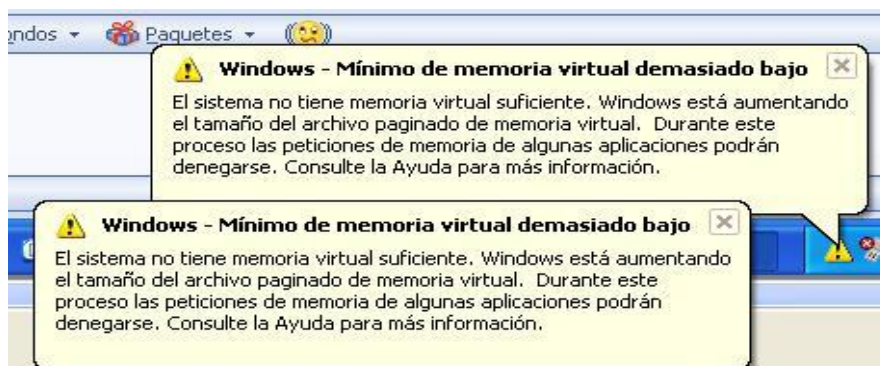 ondos Paquetes
Windows - Mínimo de memoria virtual demasiado bajo
El sistema no tiene memoria virtual suficiente. Windows está aumentando
el tamaño del archivo paginado de memoria virtual. Durante este
proceso las peticiones de memoria de algunas aplicaciones podrán
denegarse. Consulte la Ayuda para más información.
Windows - Mínimo de memoria virtual demasiado bajo
El sistema no tiene memoria virtual suficiente. Windows está aumentando
el tamaño del archivo paginado de memoria virtual. Durante este
proceso las peticiones de memoria de algunas aplicaciones podrán
denegarse. Consulte la Ayuda para más información.